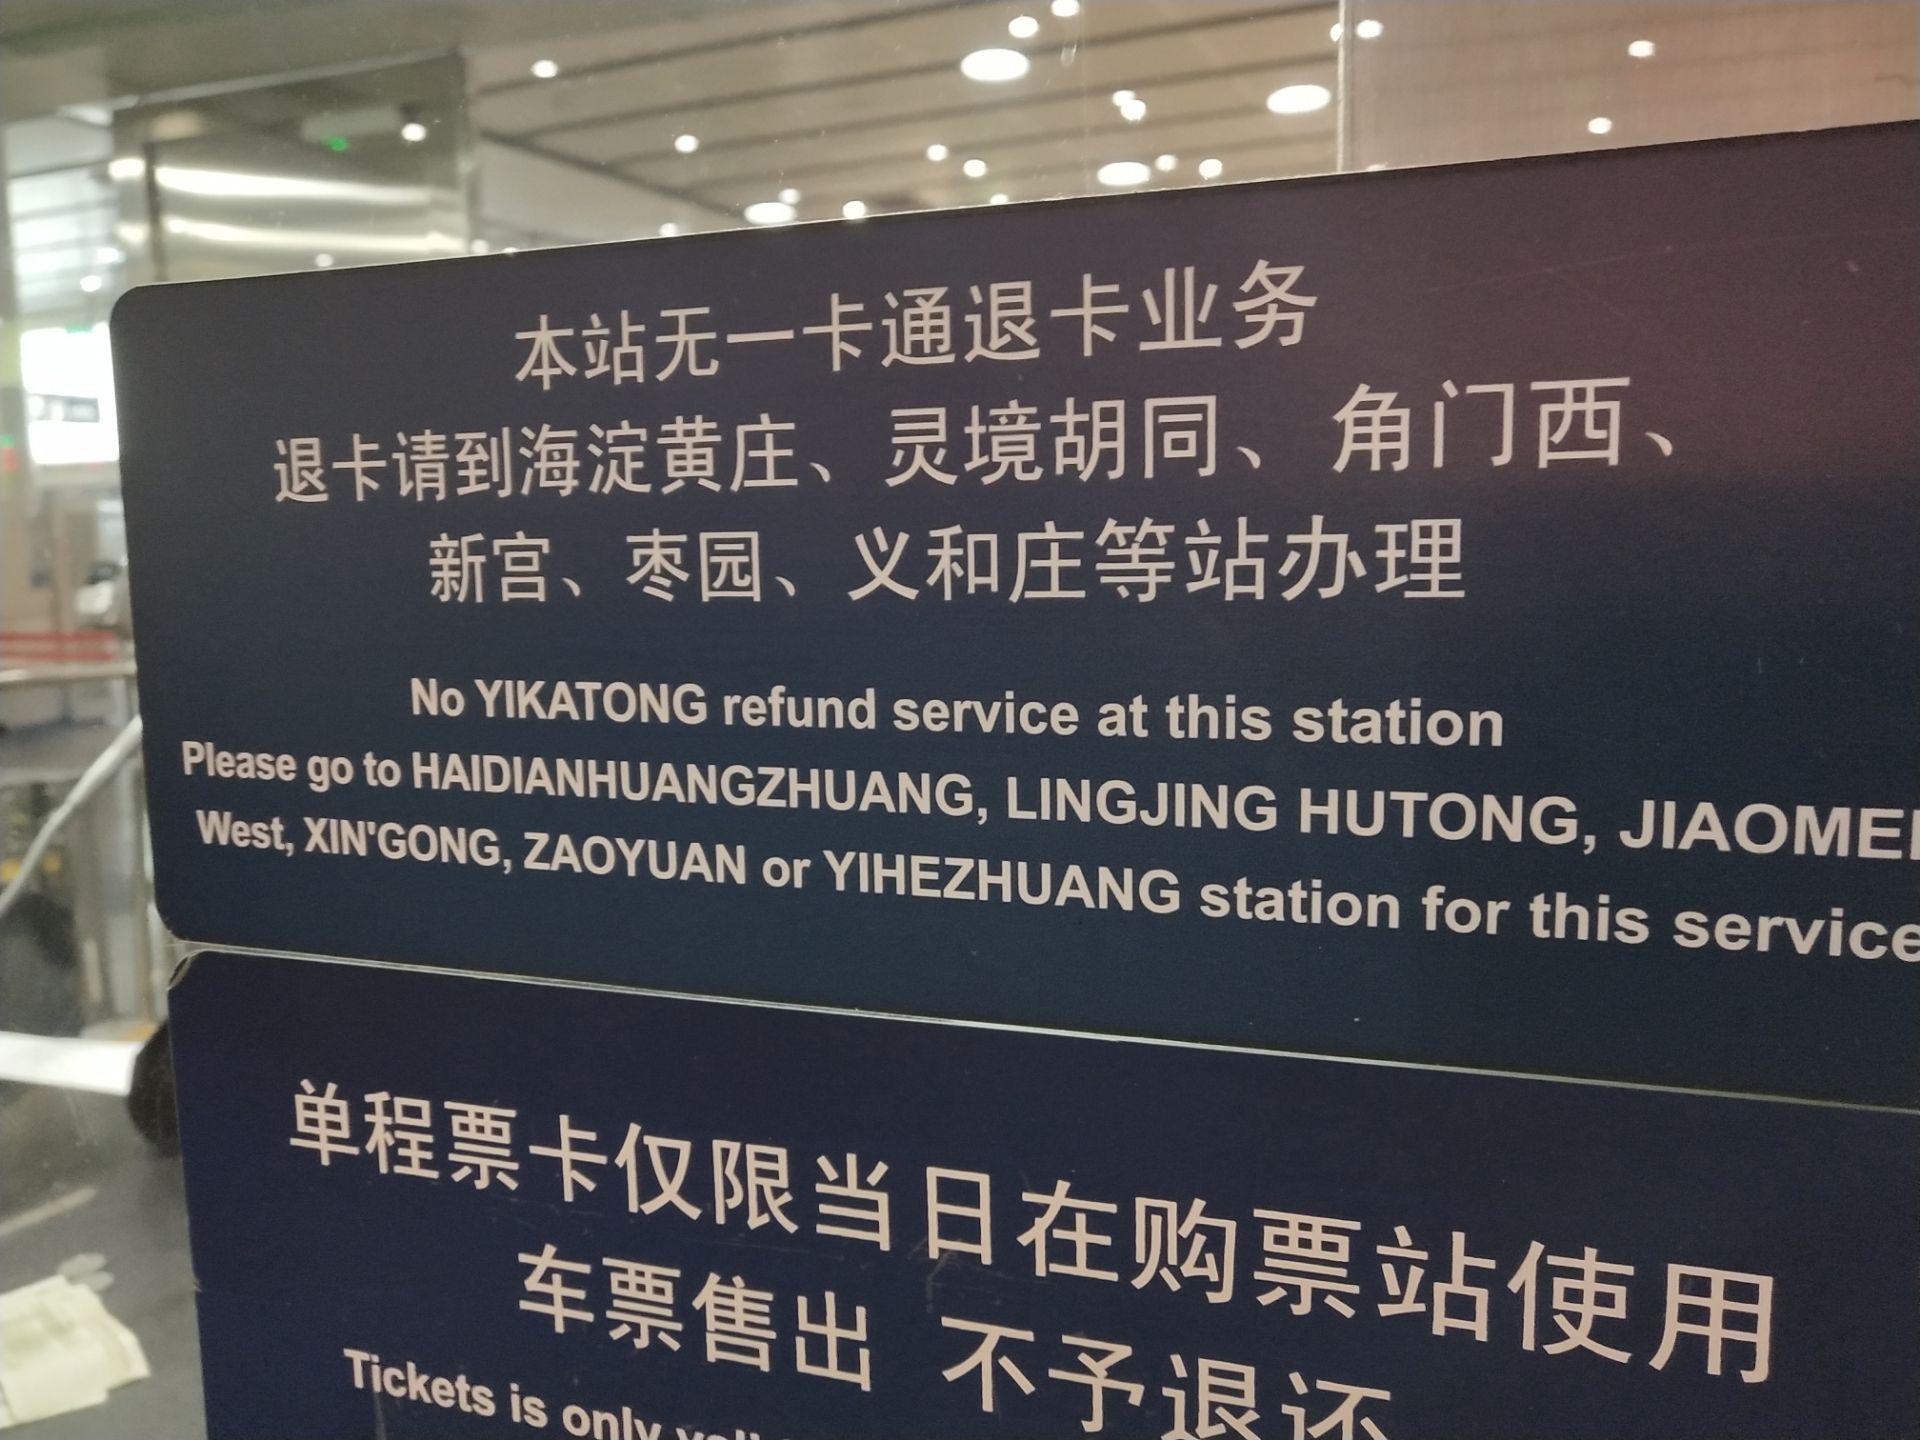 本站无一卡通退卡业务
退卡请到海淀黄庄、灵境胡同、角门西、
新宫、枣园、义和庄等站办理
No YIKATONG refund service at this station
Please go to HAIDIANHUANGZHUANG, LINGJING HUTONG, JIAOME
West, XIN'GONG, ZAOYUAN or YIHEZHUANG station for this service
单程票卡仅限当日在购票站使用
车票售出 不予退还
Tickets is only